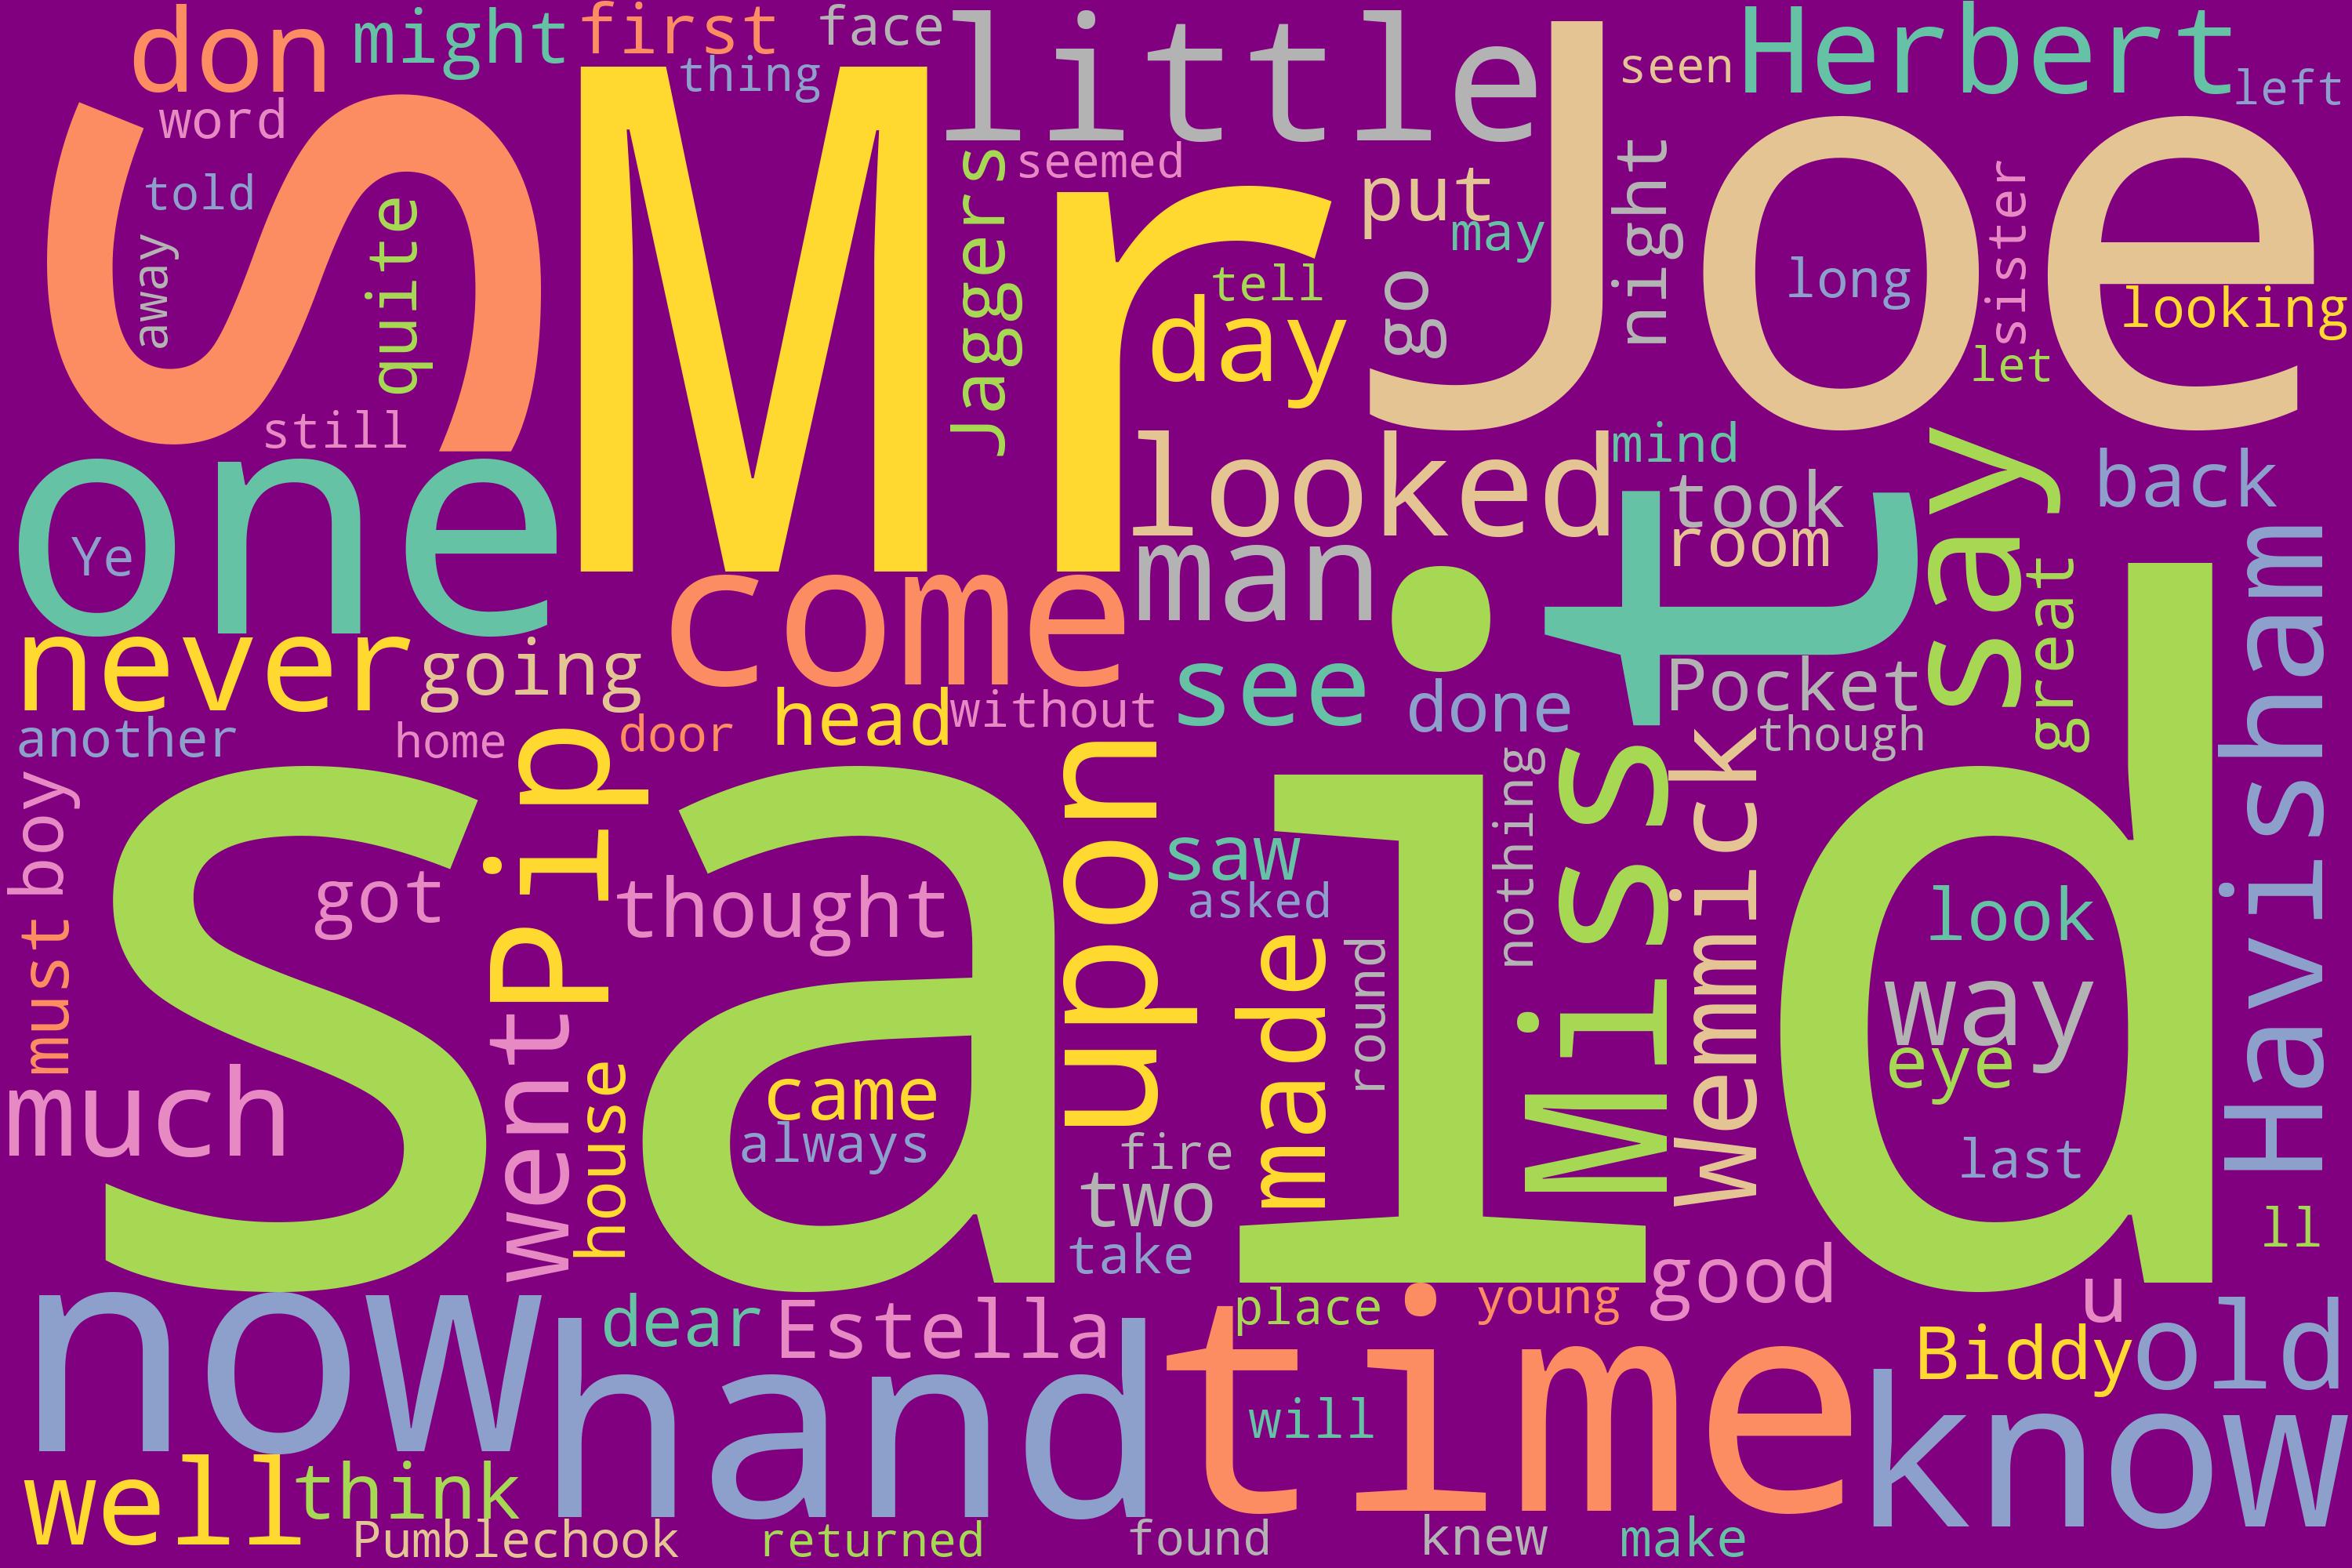 don
might
first
face
little
seen
Herbert
left
thing
word
S
Mr
Joe
told
away
quite
still
Jaggers
seemed
put
may
night
sister
long
looking
let
tell
day
go
one
Ye
looked
mind
took
room
say
back
man
come
t
never
going
see
done
Pocket
though
great
Havisham
another
home
door
head
without
boy
must
said
got
Pip
thought
upon
saw
asked
nothing
Miss
Wemmick
look
way
eye
last
made
round
much
went
house
came
always
fire
two
take
ll
now
dear
Estella
place
young
good
u
Biddy
old
hand
time
will
know
well
think
Pumblechook
returned
found
knew
make